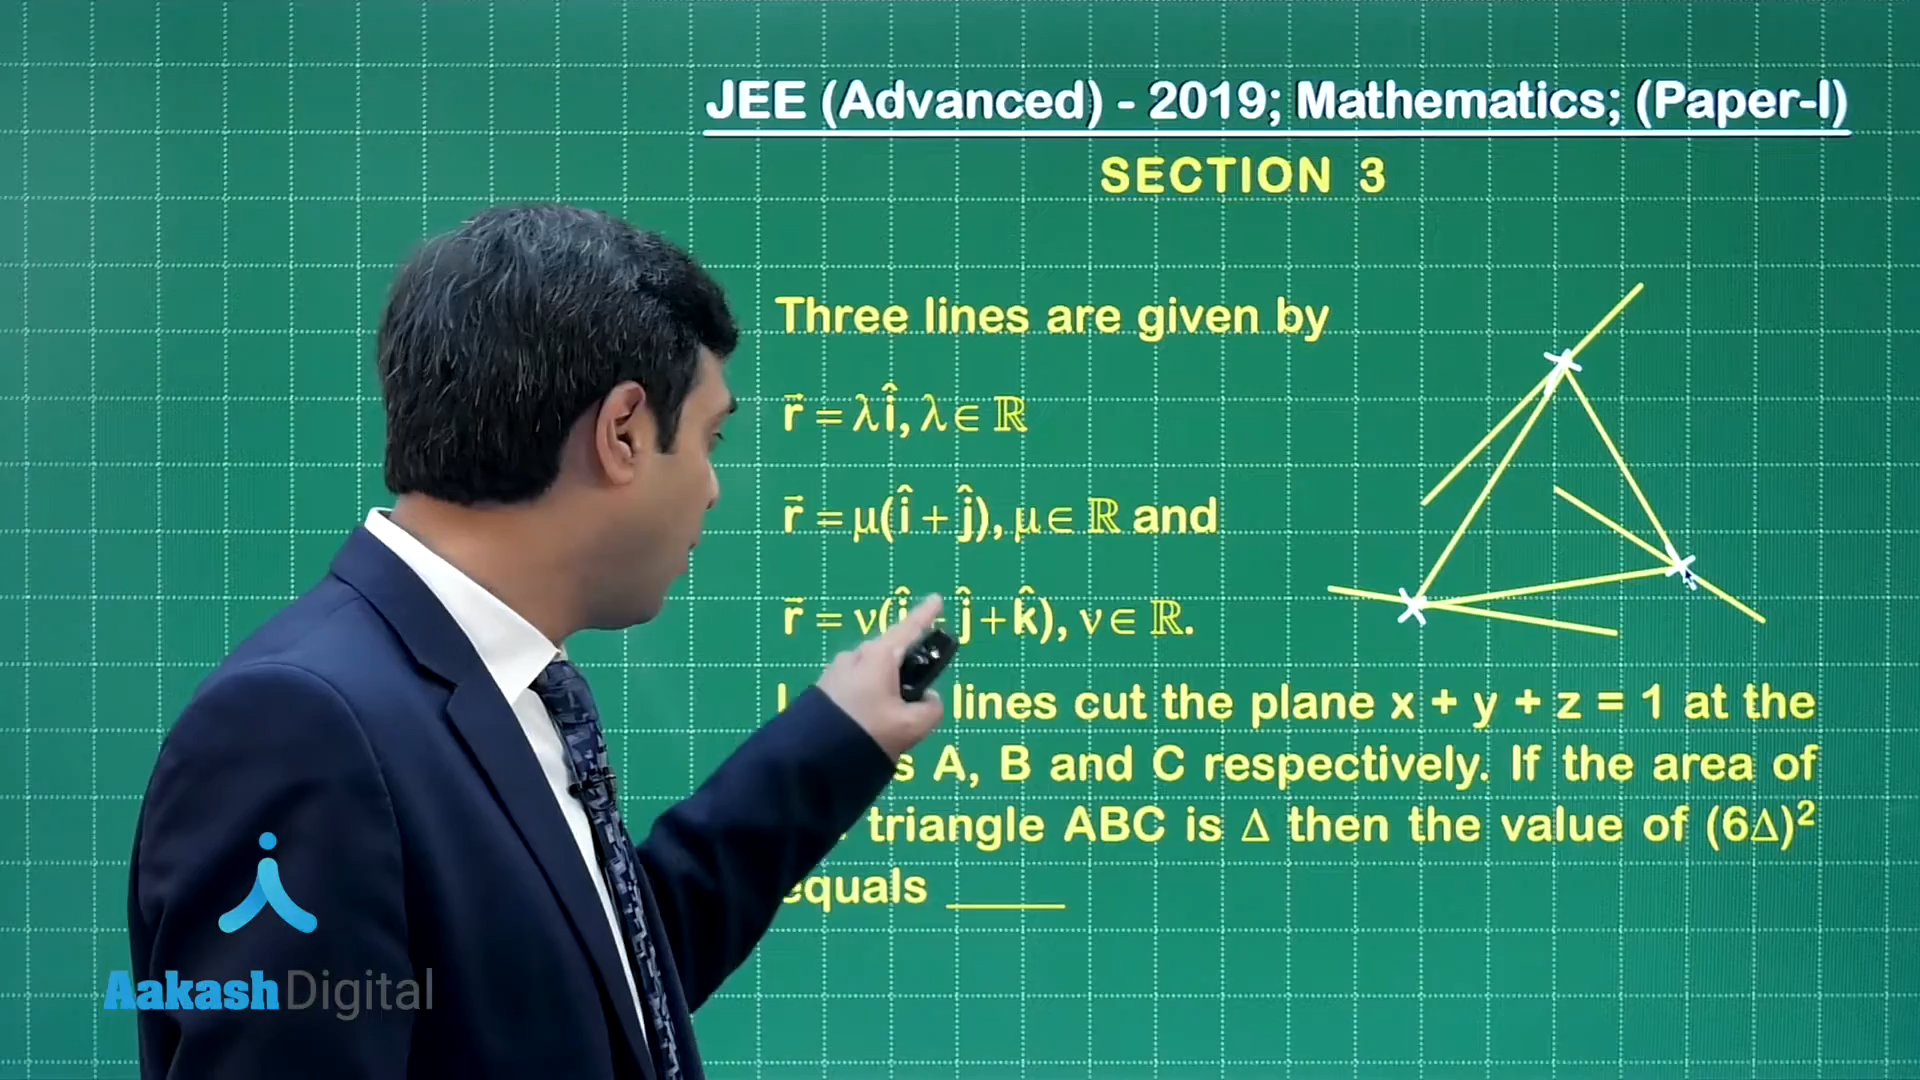 JEE (Advanced) - 2019; Mathematics; (Paper-I)
SECTION 3
Three lines are given by
r⃗ = λî, λ ∈ ℝ
r⃗ = μ(î + ĵ), μ ∈ ℝ and
r⃗ = ν(î + ĵ + k̂), ν ∈ ℝ.
lines cut the plane x + y + z = 1 at the
A, B and C respectively. If the area of
triangle ABC is Δ then the value of (6Δ)²
equals _____
Aakash Digital